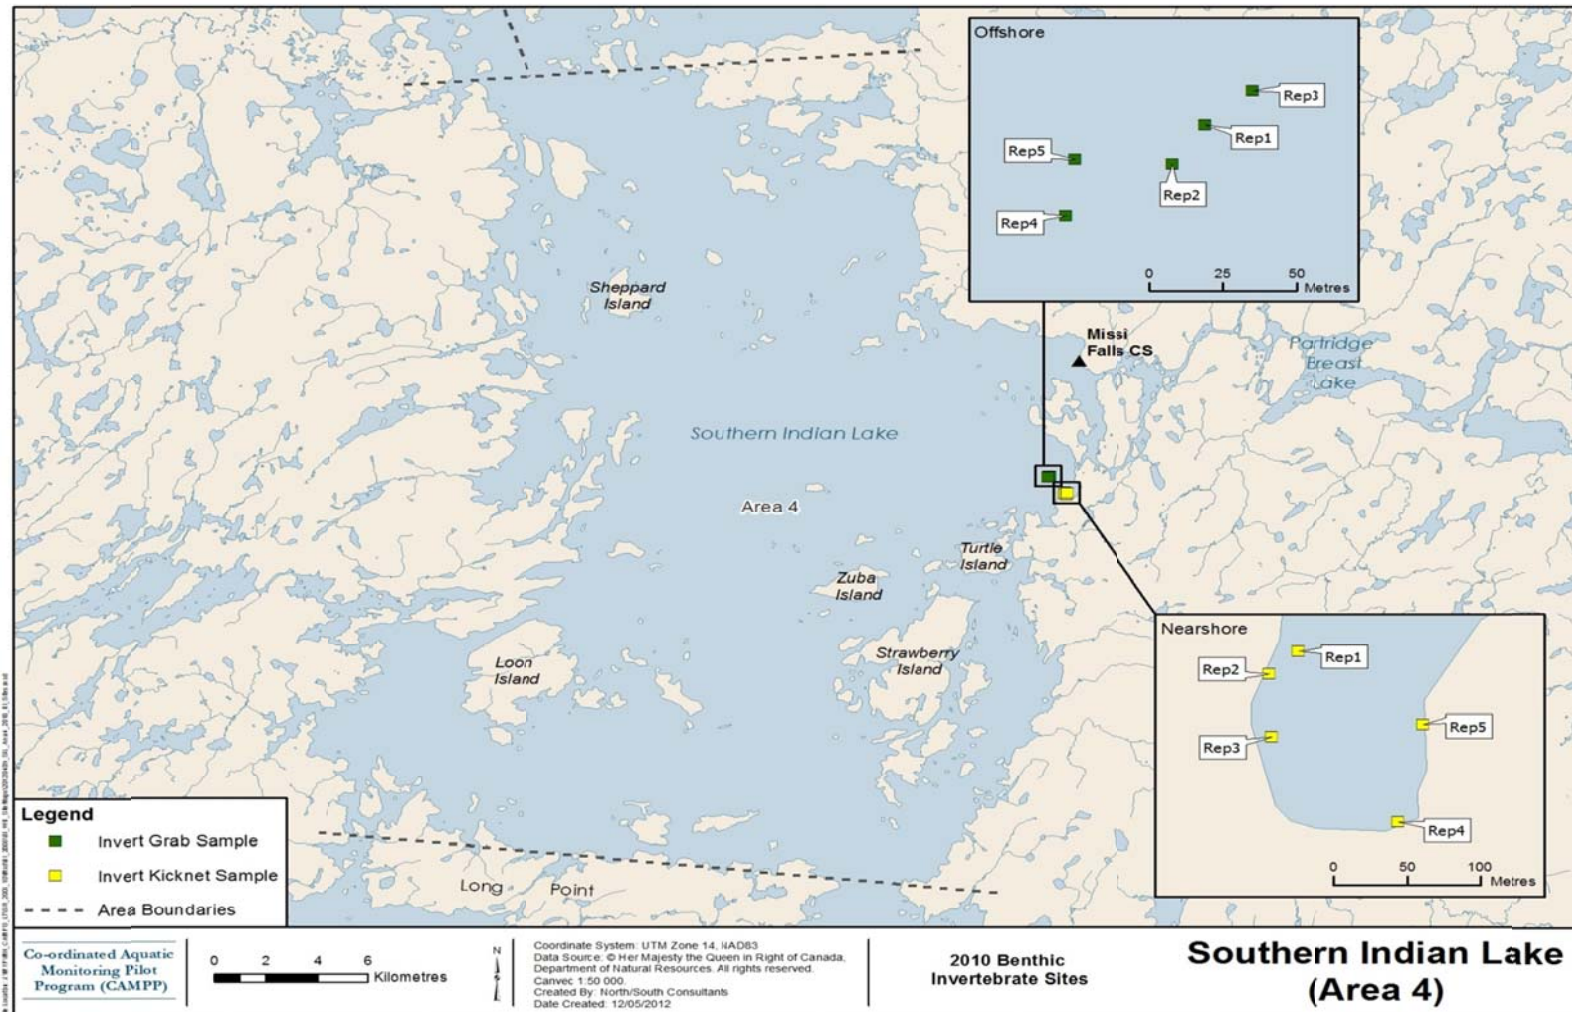 Offshore
Rep3
Rep1
Rep5
Rep2
Rep4
0 25 50
Metres
Sheppard
Island
Missi
Falls CS
Partridge
Breast
Lake
Southern Indian Lake
Area 4
Turtle
Island
Zuba
Island
Strawberry
Island
Loon
Island
Nearshore
Rep1
Rep2
Rep5
Rep3
Rep4
0 50 100
Metres
Long Point
Legend
Invert Grab Sample
Invert Kicknet Sample
Area Boundaries
Co-ordinated Aquatic
Monitoring Pilot
Program (CAMPP)
0 2 4 6
Kilometres
N
Coordinate System: UTM Zone 14, NAD83
Data Source: © Her Majesty the Queen in Right of Canada,
Department of Natural Resources. All rights reserved.
Canvec 1:50 000.
Created By: North/South Consultants
Date Created: 12/05/2012
2010 Benthic
Invertebrate Sites
Southern Indian Lake
(Area 4)